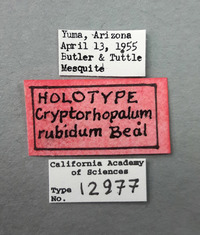 Yuma, Arizona
April 13, 1955
Butler & Tuttle
Mesquite
HOLOTYPE
Cryptorhopalum
rubidum Beal
California Academy
of Sciences
Type
No. 12977